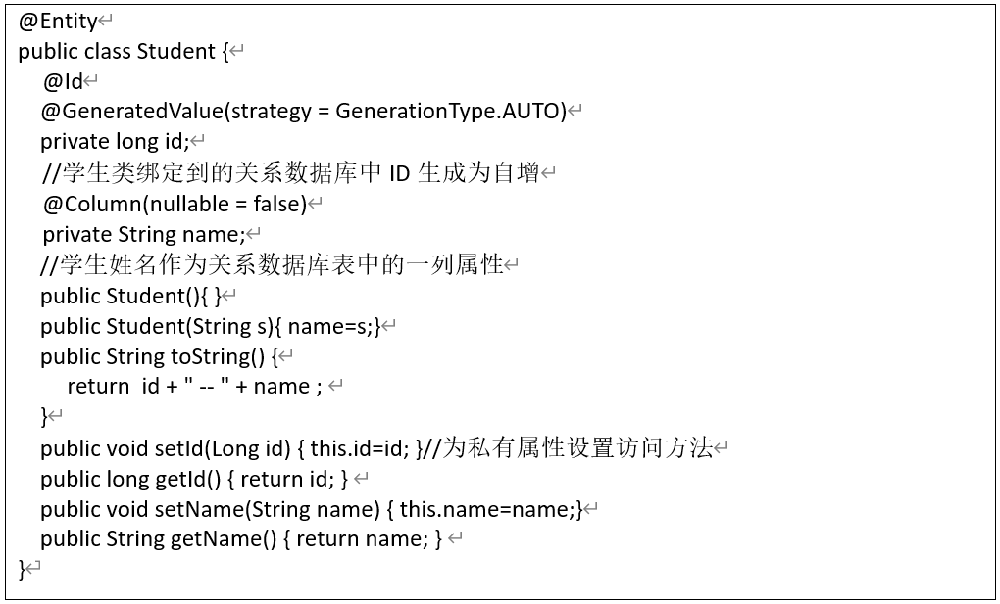 @Entity
public class Student {
@Id
@GeneratedValue(strategy = GenerationType.AUTO)
private long id;
//学生类绑定到的关系数据库中 ID 生成为自增
@Column(nullable = false)
private String name;
//学生姓名作为关系数据库表中的一列属性
public Student(){ }
public Student(String s){ name=s;}
public String toString() {
return  id + " -- " + name ;
}
public void setId(Long id) { this.id=id; }//为私有属性设置访问方法
public long getId() { return id; }
public void setName(String name) { this.name=name;}
public String getName() { return name; }
}